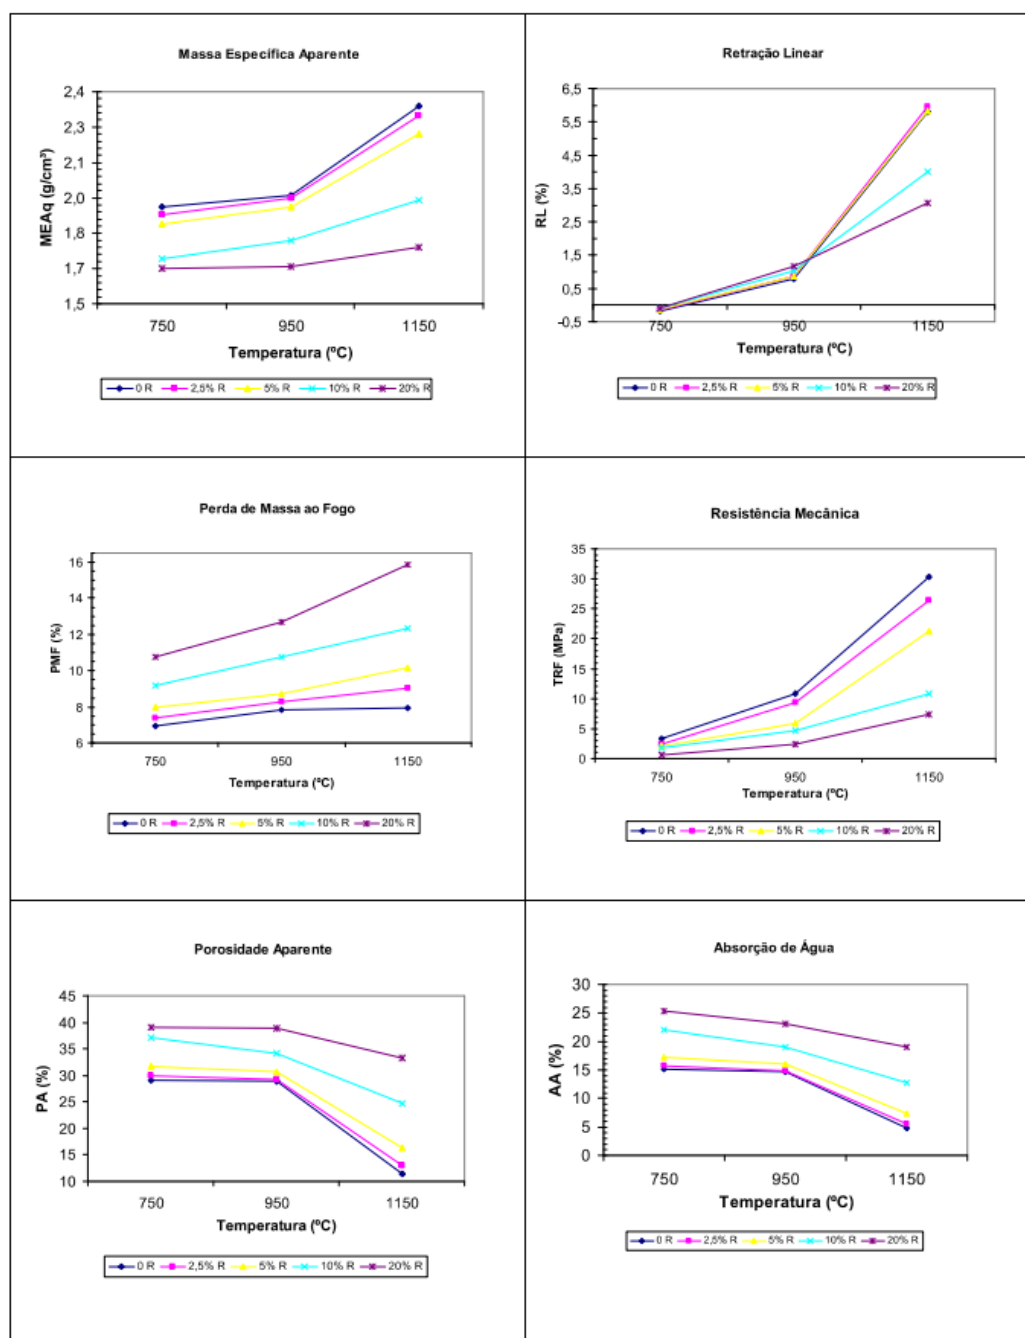 Massa Específica Aparente
2,4
2,3
2,1
2,0
1,8
1,7
1,5
MEAq (g/cm³)
750 950 1150
Temperatura (ºC)
0 R 2,5% R 5% R 10% R 20% R
Retração Linear
6,5
5,5
4,5
3,5
2,5
1,5
0,5
-0,5
RL (%)
750 950 1150
Temperatura (ºC)
0 R 2,5% R 5% R 10% R 20% R
Perda de Massa ao Fogo
16
14
12
10
8
6
PMF (%)
750 950 1150
Temperatura (ºC)
0 R 2,5% R 5% R 10% R 20% R
Resistência Mecânica
35
30
25
20
15
10
5
0
TRF (MPa)
750 950 1150
Temperatura (ºC)
0 R 2,5% R 5% R 10% R 20% R
Porosidade Aparente
45
40
35
30
25
20
15
10
PA (%)
750 950 1150
Temperatura (ºC)
0 R 2,5% R 5% R 10% R 20% R
Absorção de Água
30
25
20
15
10
5
0
AA (%)
750 950 1150
Temperatura (ºC)
0 R 2,5% R 5% R 10% R 20% R